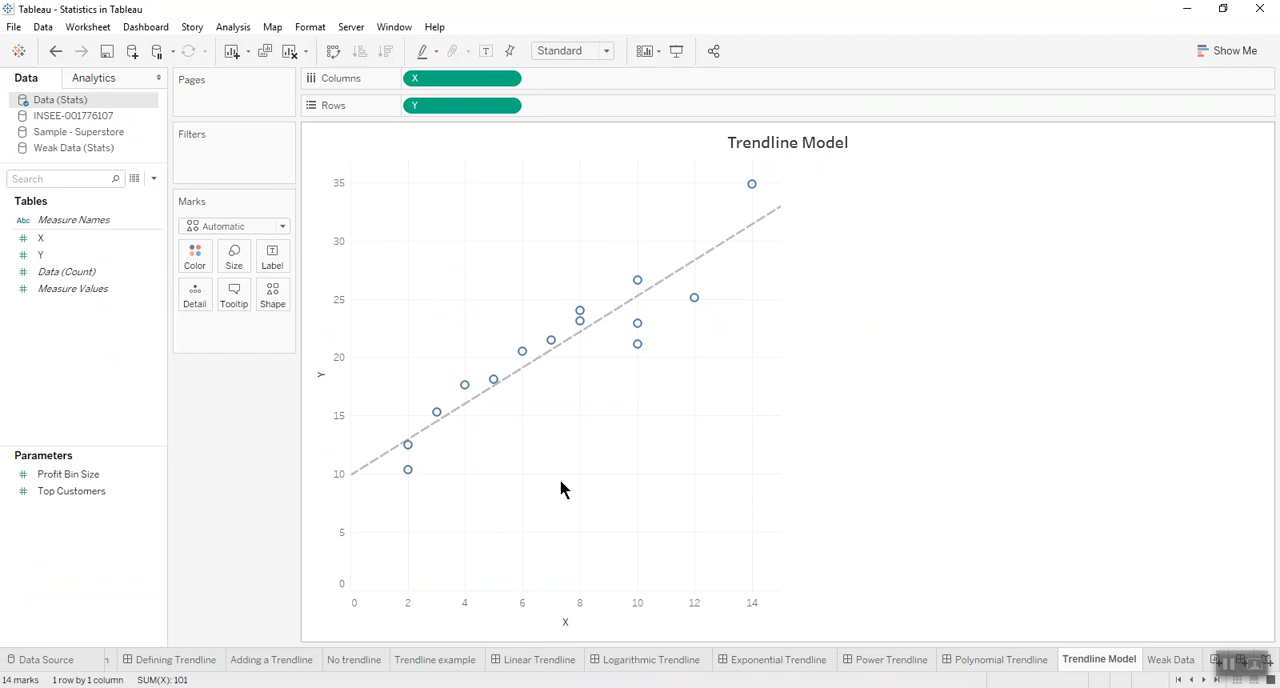 Tableau - Statistics in Tableau
File Data Worksheet Dashboard Story Analysis Map Format Server Window Help
Standard
Show Me
Data Analytics
Data (Stats)
INSEE-001776107
Sample - Superstore
Weak Data (Stats)
Search
Tables
Abc Measure Names
# X
# Y
# Data (Count)
# Measure Values
Parameters
# Profit Bin Size
# Top Customers
Pages
Filters
Marks
Automatic
Color Size Label
Detail Tooltip Shape
Columns X
Rows Y
Trendline Model
35
30
25
20
15
10
5
0
Y
0 2 4 6 8 10 12 14
X
Data Source Defining Trendline Adding a Trendline No trendline Trendline example Linear Trendline Logarithmic Trendline Exponential Trendline Power Trendline Polynomial Trendline Trendline Model Weak Data
14 marks 1 row by 1 column SUM(X): 101